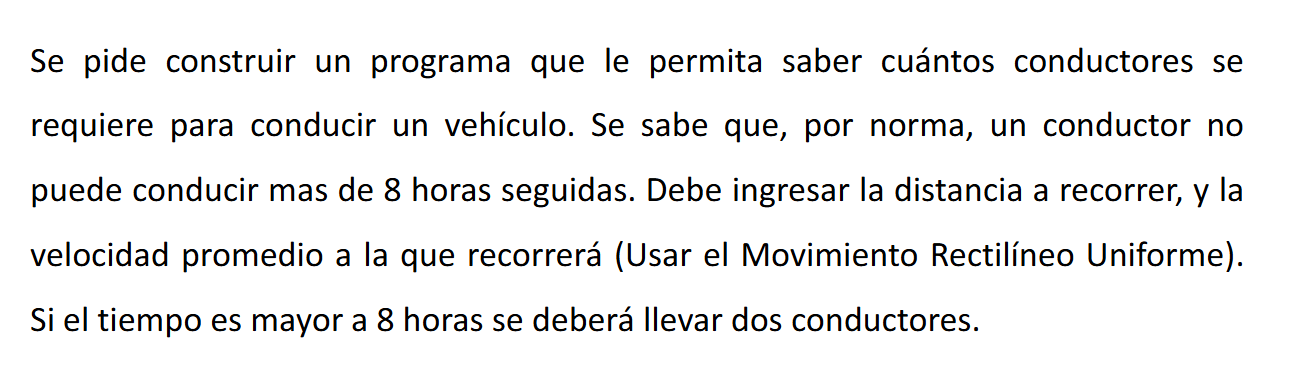 Se pide construir un programa que le permita saber cuántos conductores se
requiere para conducir un vehículo. Se sabe que, por norma, un conductor no
puede conducir mas de 8 horas seguidas. Debe ingresar la distancia a recorrer, y la
velocidad promedio a la que recorrerá (Usar el Movimiento Rectilíneo Uniforme).
Si el tiempo es mayor a 8 horas se deberá llevar dos conductores.